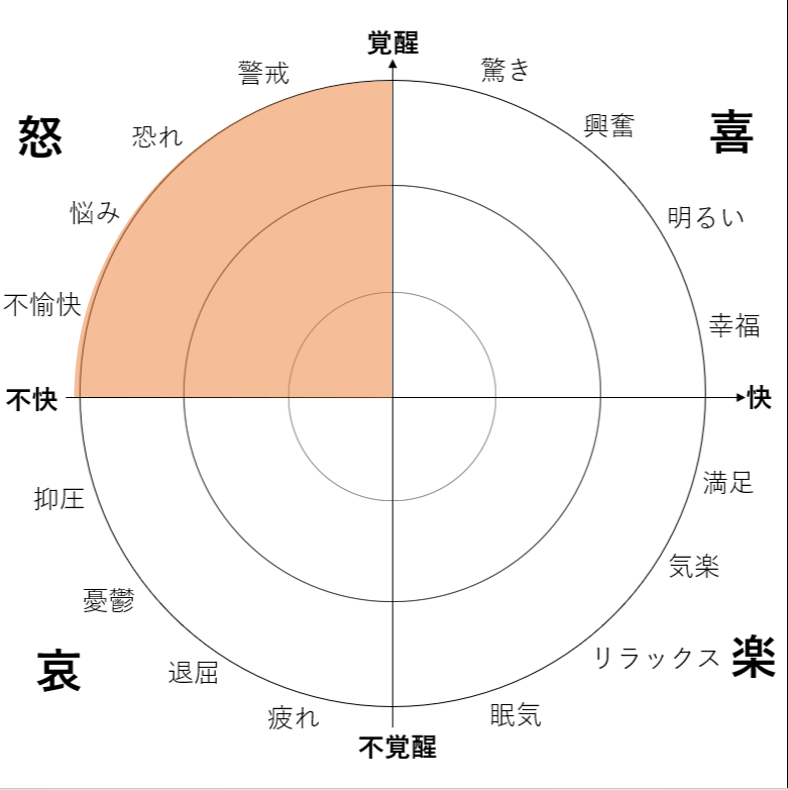 覚醒
警戒
驚き
怒
恐れ
興奮
喜
悩み
明るい
不愉快
幸福
不快
快
抑圧
満足
気楽
憂鬱
哀
退屈
リラックス
楽
疲れ
眠気
不覚醒